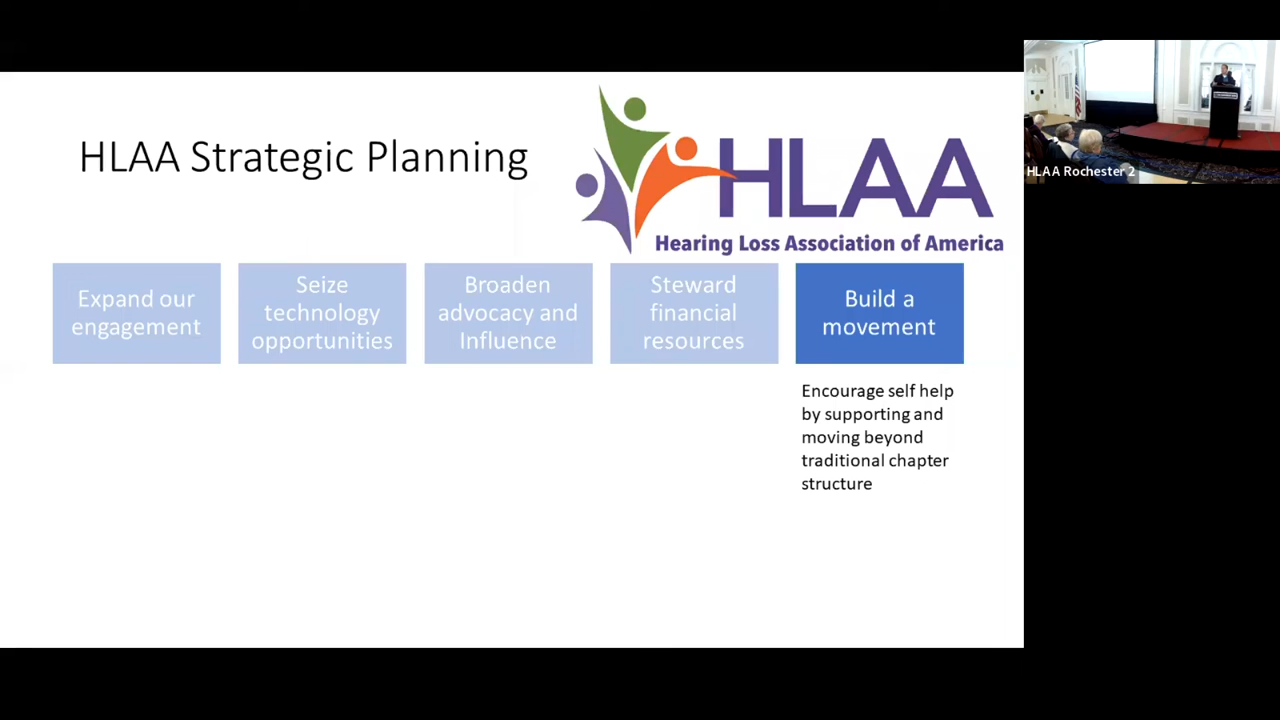 HLAA Strategic Planning
HLAA
Hearing Loss Association of America
Expand our
engagement
Seize
technology
opportunities
Broaden
advocacy and
Influence
Steward
financial
resources
Build a
movement
Encourage self help
by supporting and
moving beyond
traditional chapter
structure
HLAA Rochester 2